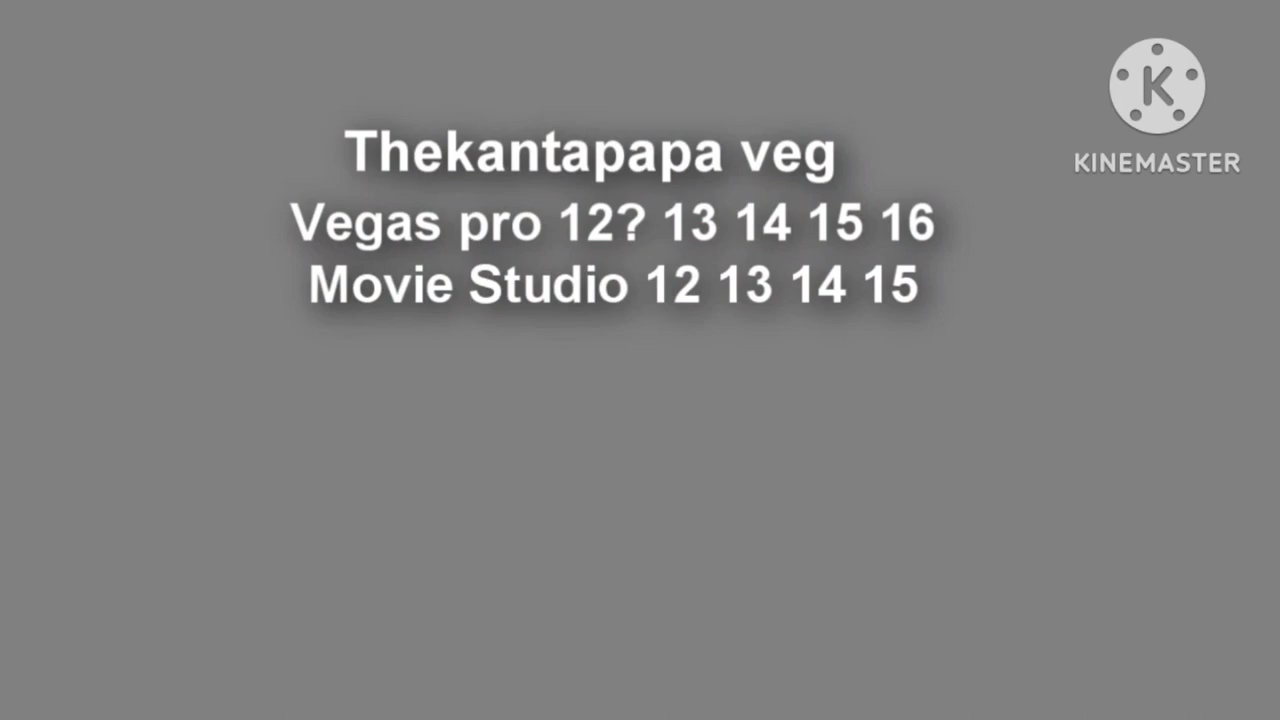 Thekantapapa veg
Vegas pro 12? 13 14 15 16
Movie Studio 12 13 14 15
K
KINEMASTER